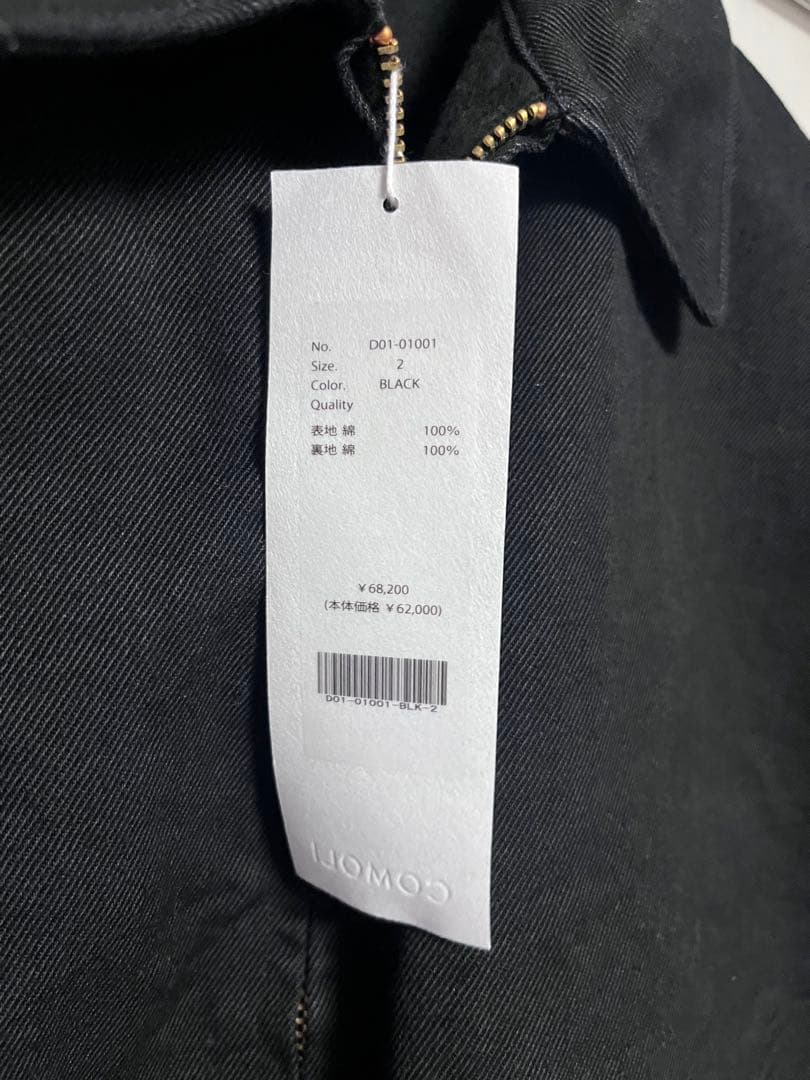 No. D01-01001
Size. 2
Color. BLACK
Quality
表地 綿 100%
裏地 綿 100%
¥68,200
(本体価格 ¥62,000)
D01-01001-BLK-2
COMOLI